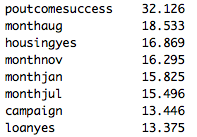 poutcomesuccess 32.126
monthaug 18.533
housingyes 16.869
monthnov 16.295
monthjan 15.825
monthjul 15.496
campaign 13.446
loanyes 13.375